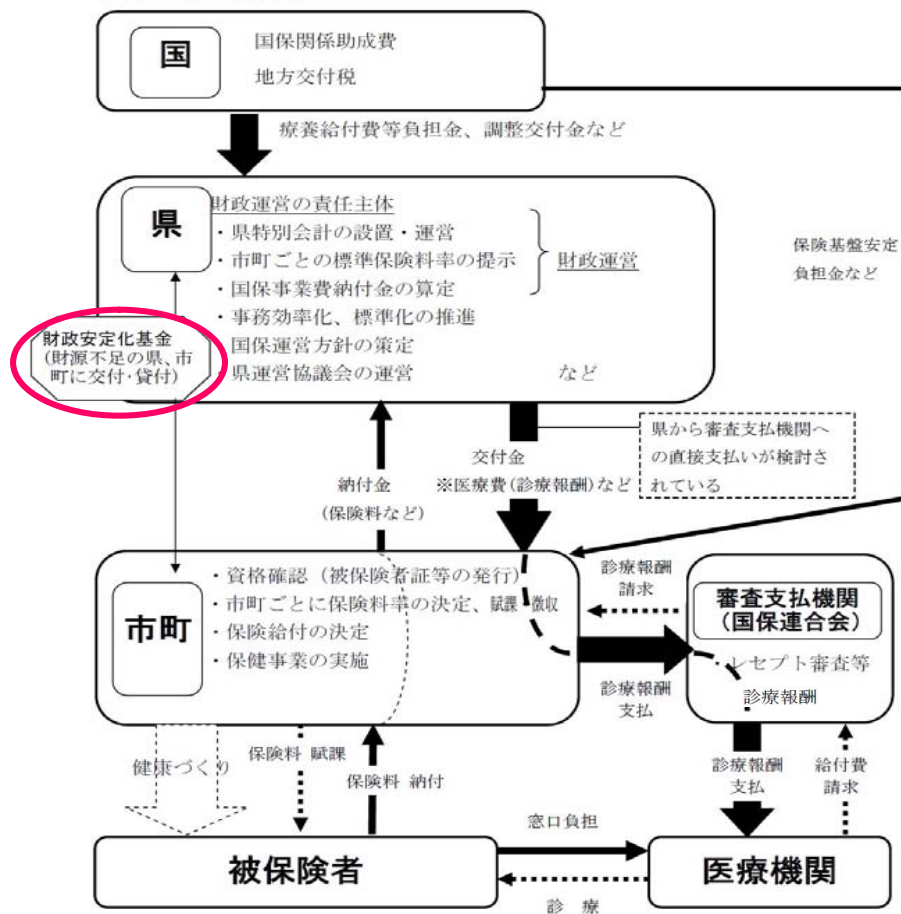 国
国保関係助成費
地方交付税
療養給付費等負担金、調整交付金など
県
財政運営の責任主体
・県特別会計の設置・運営
・市町ごとの標準保険料率の提示
・国保事業費納付金の算定
財政運営
・事務効率化、標準化の推進
国保運営方針の策定
・県運営協議会の運営
など
保険基盤安定
負担金など
財政安定化基金
(財源不足の県、市
町に交付・貸付)
県から審査支払機関へ
の直接支払いが検討さ
れている
交付金
※医療費(診療報酬)など
納付金
(保険料など)
市町
・資格確認（被保険者証等の発行）
・市町ごとに保険料率の決定、賦課・徴収
・保険給付の決定
・保健事業の実施
診療報酬
請求
審査支払機関
（国保連合会）
レセプト審査等
診療報酬
診療報酬
支払
健康づくり
保険料 賦課
保険料 納付
診療報酬
支払
給付費
請求
窓口負担
被保険者
医療機関
診 療